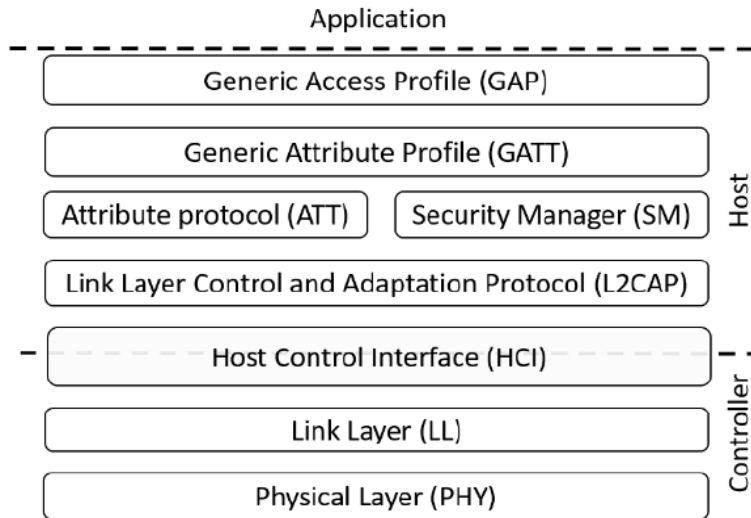 Application
Generic Access Profile (GAP)
Generic Attribute Profile (GATT)
Attribute protocol (ATT)
Security Manager (SM)
Link Layer Control and Adaptation Protocol (L2CAP)
Host
Host Control Interface (HCI)
Link Layer (LL)
Physical Layer (PHY)
Controller